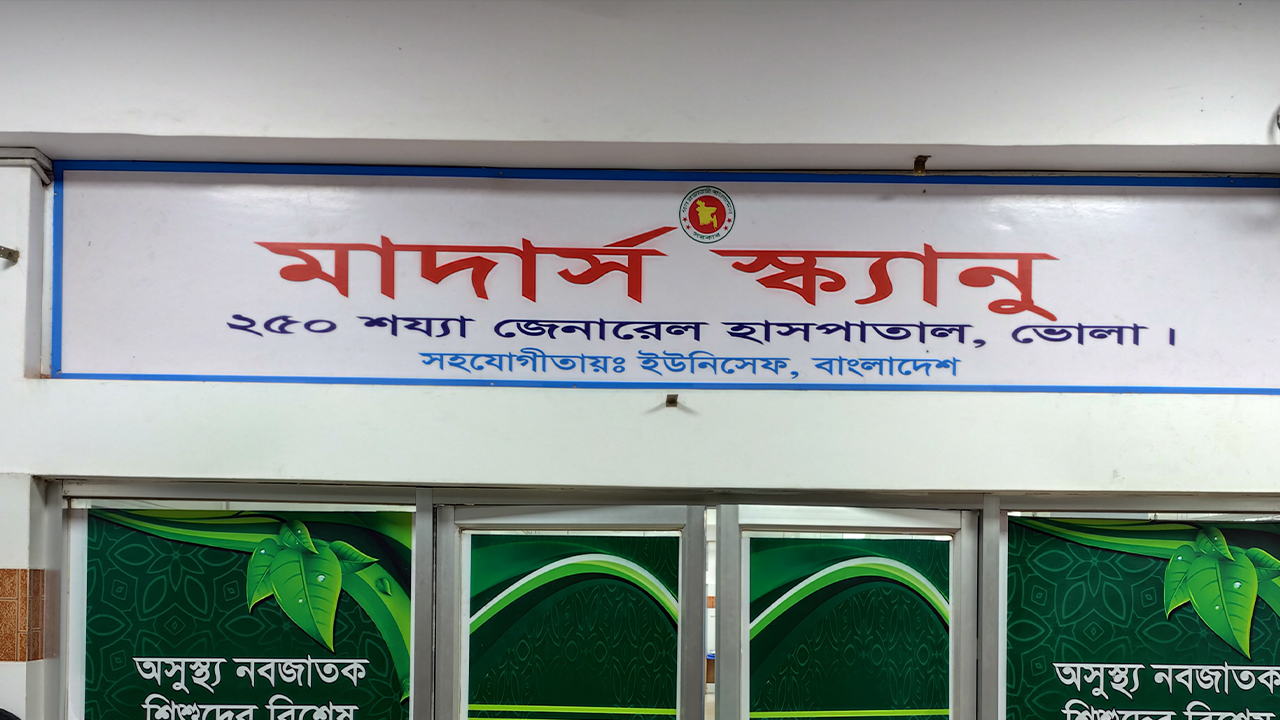 মাদার্স স্ক্যানু
২৫০ শয্যা জেনারেল হাসপাতাল, ভোলা।
সহযোগীতায়ঃ ইউনিসেফ, বাংলাদেশ
অসুস্থ্য নবজাতক
শিশুদের বিশেষ
অসুস্থ্য নবজাতক
শিশুদের বিশেষ